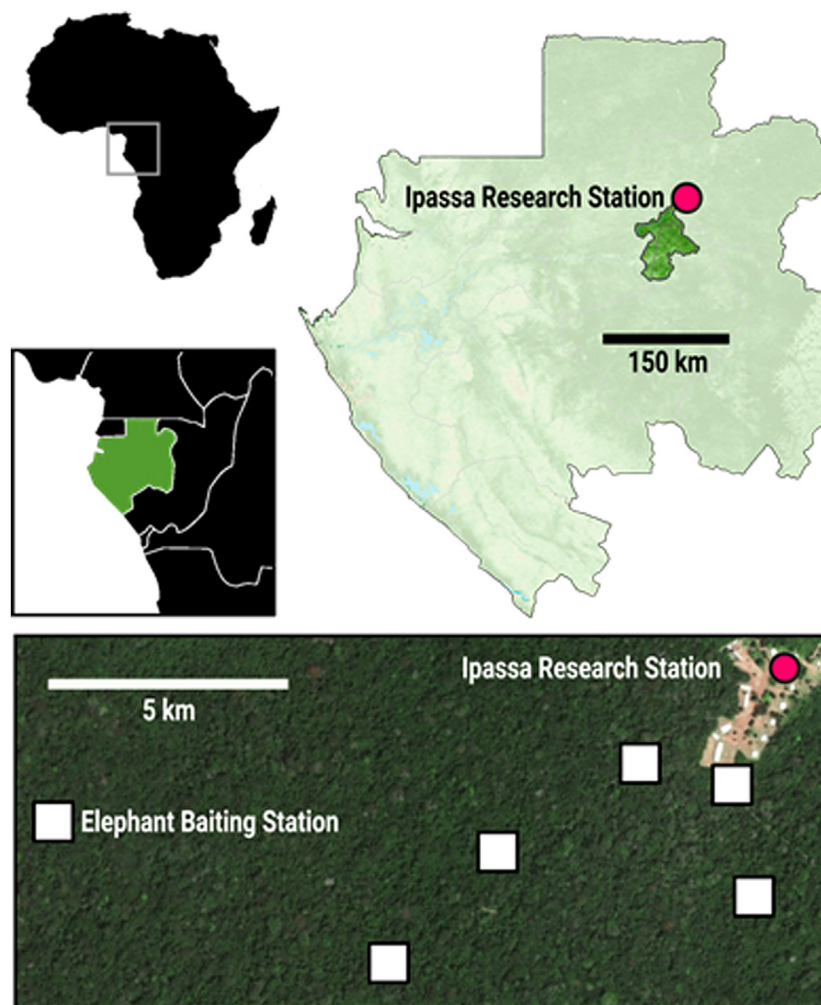 Ipassa Research Station
150 km
Ipassa Research Station
5 km
Elephant Baiting Station